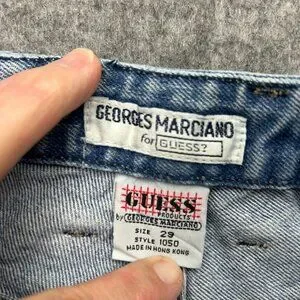 GEORGES MARCIANO
for GUESS?
GUESS
PRODUCTS
by GEORGES MARCIANO
SIZE 29
STYLE 1050
MADE IN HONG KONG